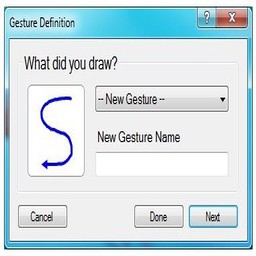 Gesture Definition
? X
What did you draw?
-- New Gesture --
New Gesture Name
Cancel
Done
Next